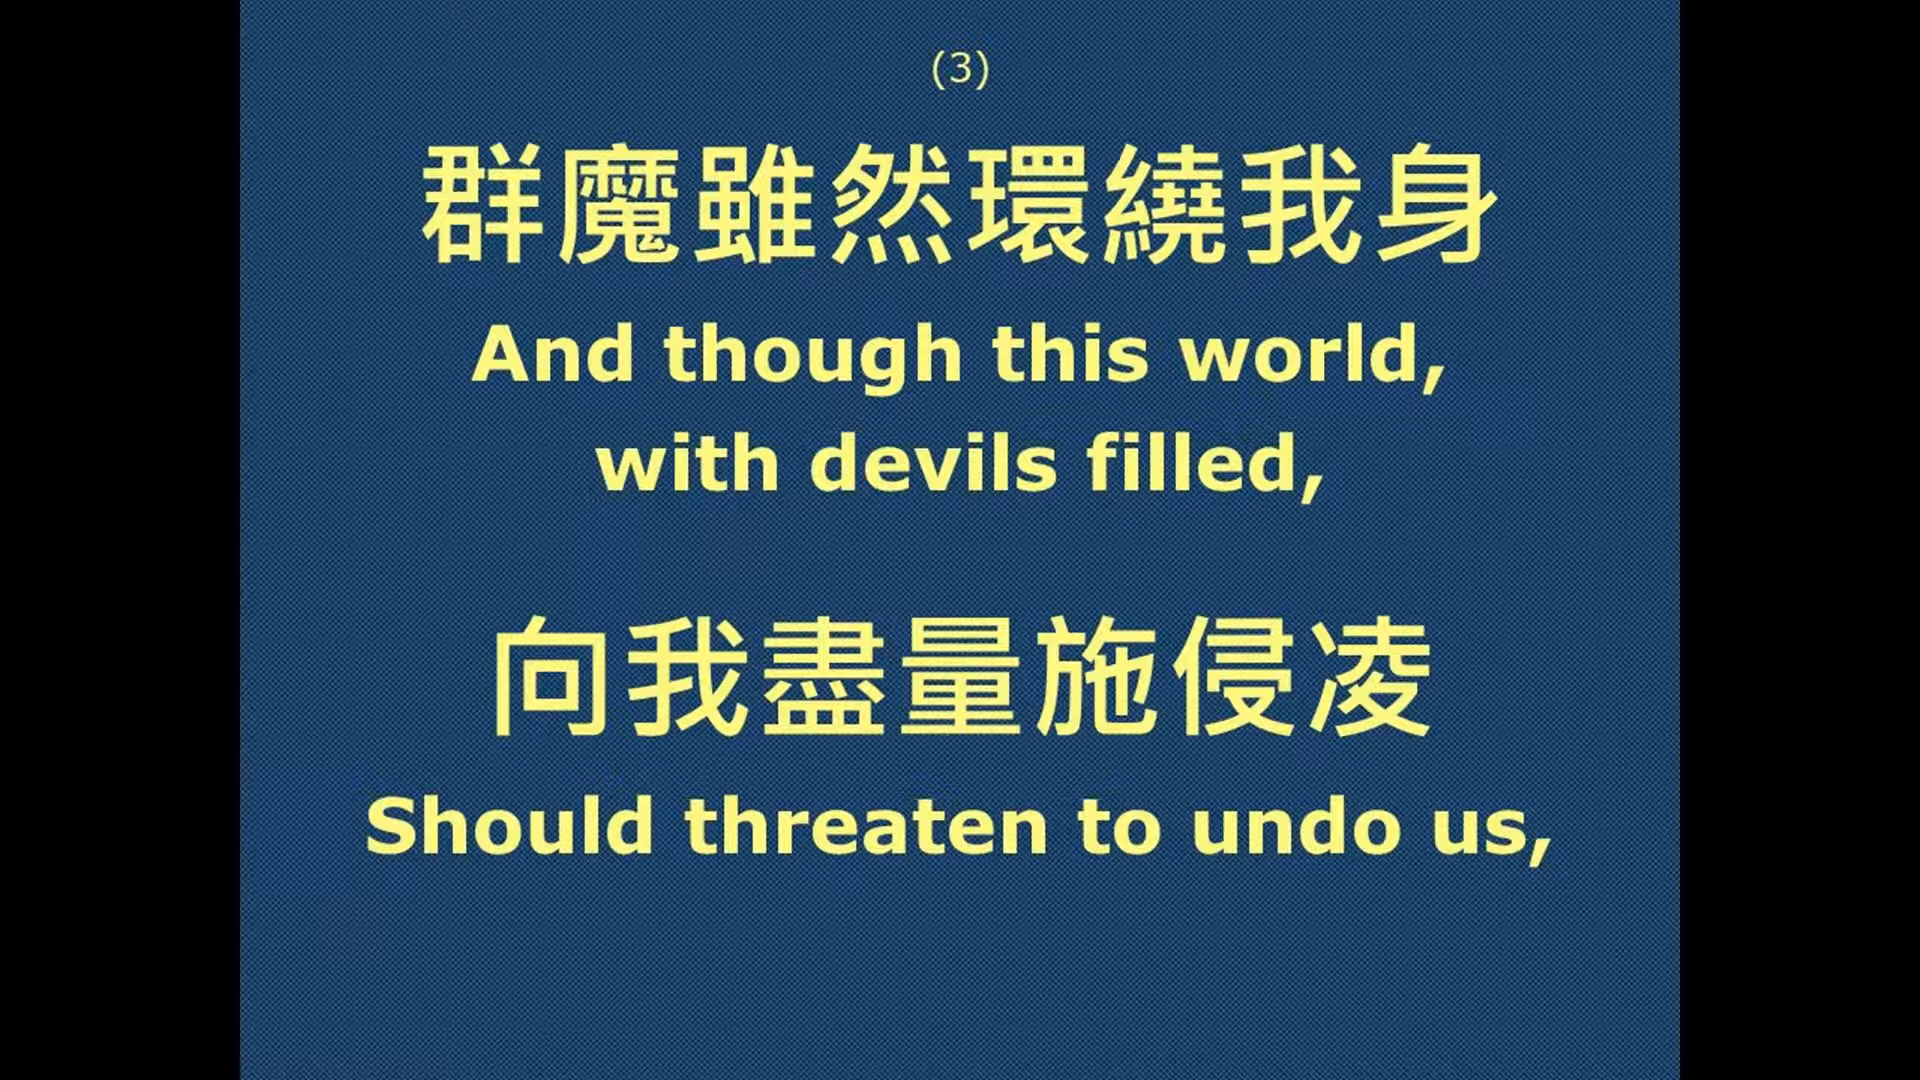 (3)
群魔雖然環繞我身
And though this world,
with devils filled,
向我盡量施侵凌
Should threaten to undo us,